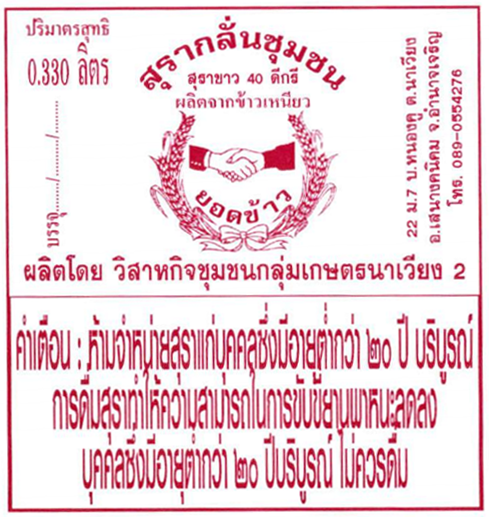 ปริมาตรสุทธิ
0.330 ลิตร
บรรจุ......./......./.......
สุรากลั่นชุมชน
สุราขาว 40 ดีกรี
ผลิตจากข้าวเหนียว
ยอดข้าว
22 ม.7 บ.หนองคู ต.นาเวียง
อ.เสนางคนิคม จ.อำนาจเจริญ
โทร. 089-0554276
ผลิตโดย วิสาหกิจชุมชนกลุ่มเกษตรนาเวียง 2
คำเตือน : ห้ามจำหน่ายสุราแก่บุคคลซึ่งมีอายุต่ำกว่า ๒๐ ปี บริบูรณ์
การดื่มสุราทำให้ความสามารถในการขับขี่ยานพาหนะลดลง
บุคคลซึ่งมีอายุต่ำกว่า ๒๐ ปีบริบูรณ์ ไม่ควรดื่ม